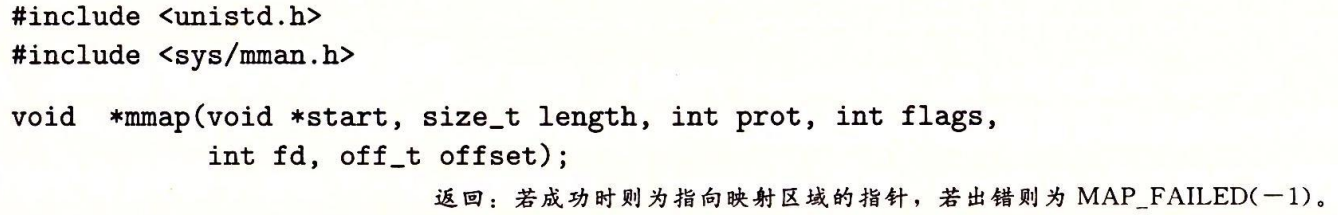 #include <unistd.h>
#include <sys/mman.h>
void  *mmap(void *start, size_t length, int prot, int flags,
            int fd, off_t offset);
返回：若成功时则为指向映射区域的指针，若出错则为 MAP_FAILED(－1)。